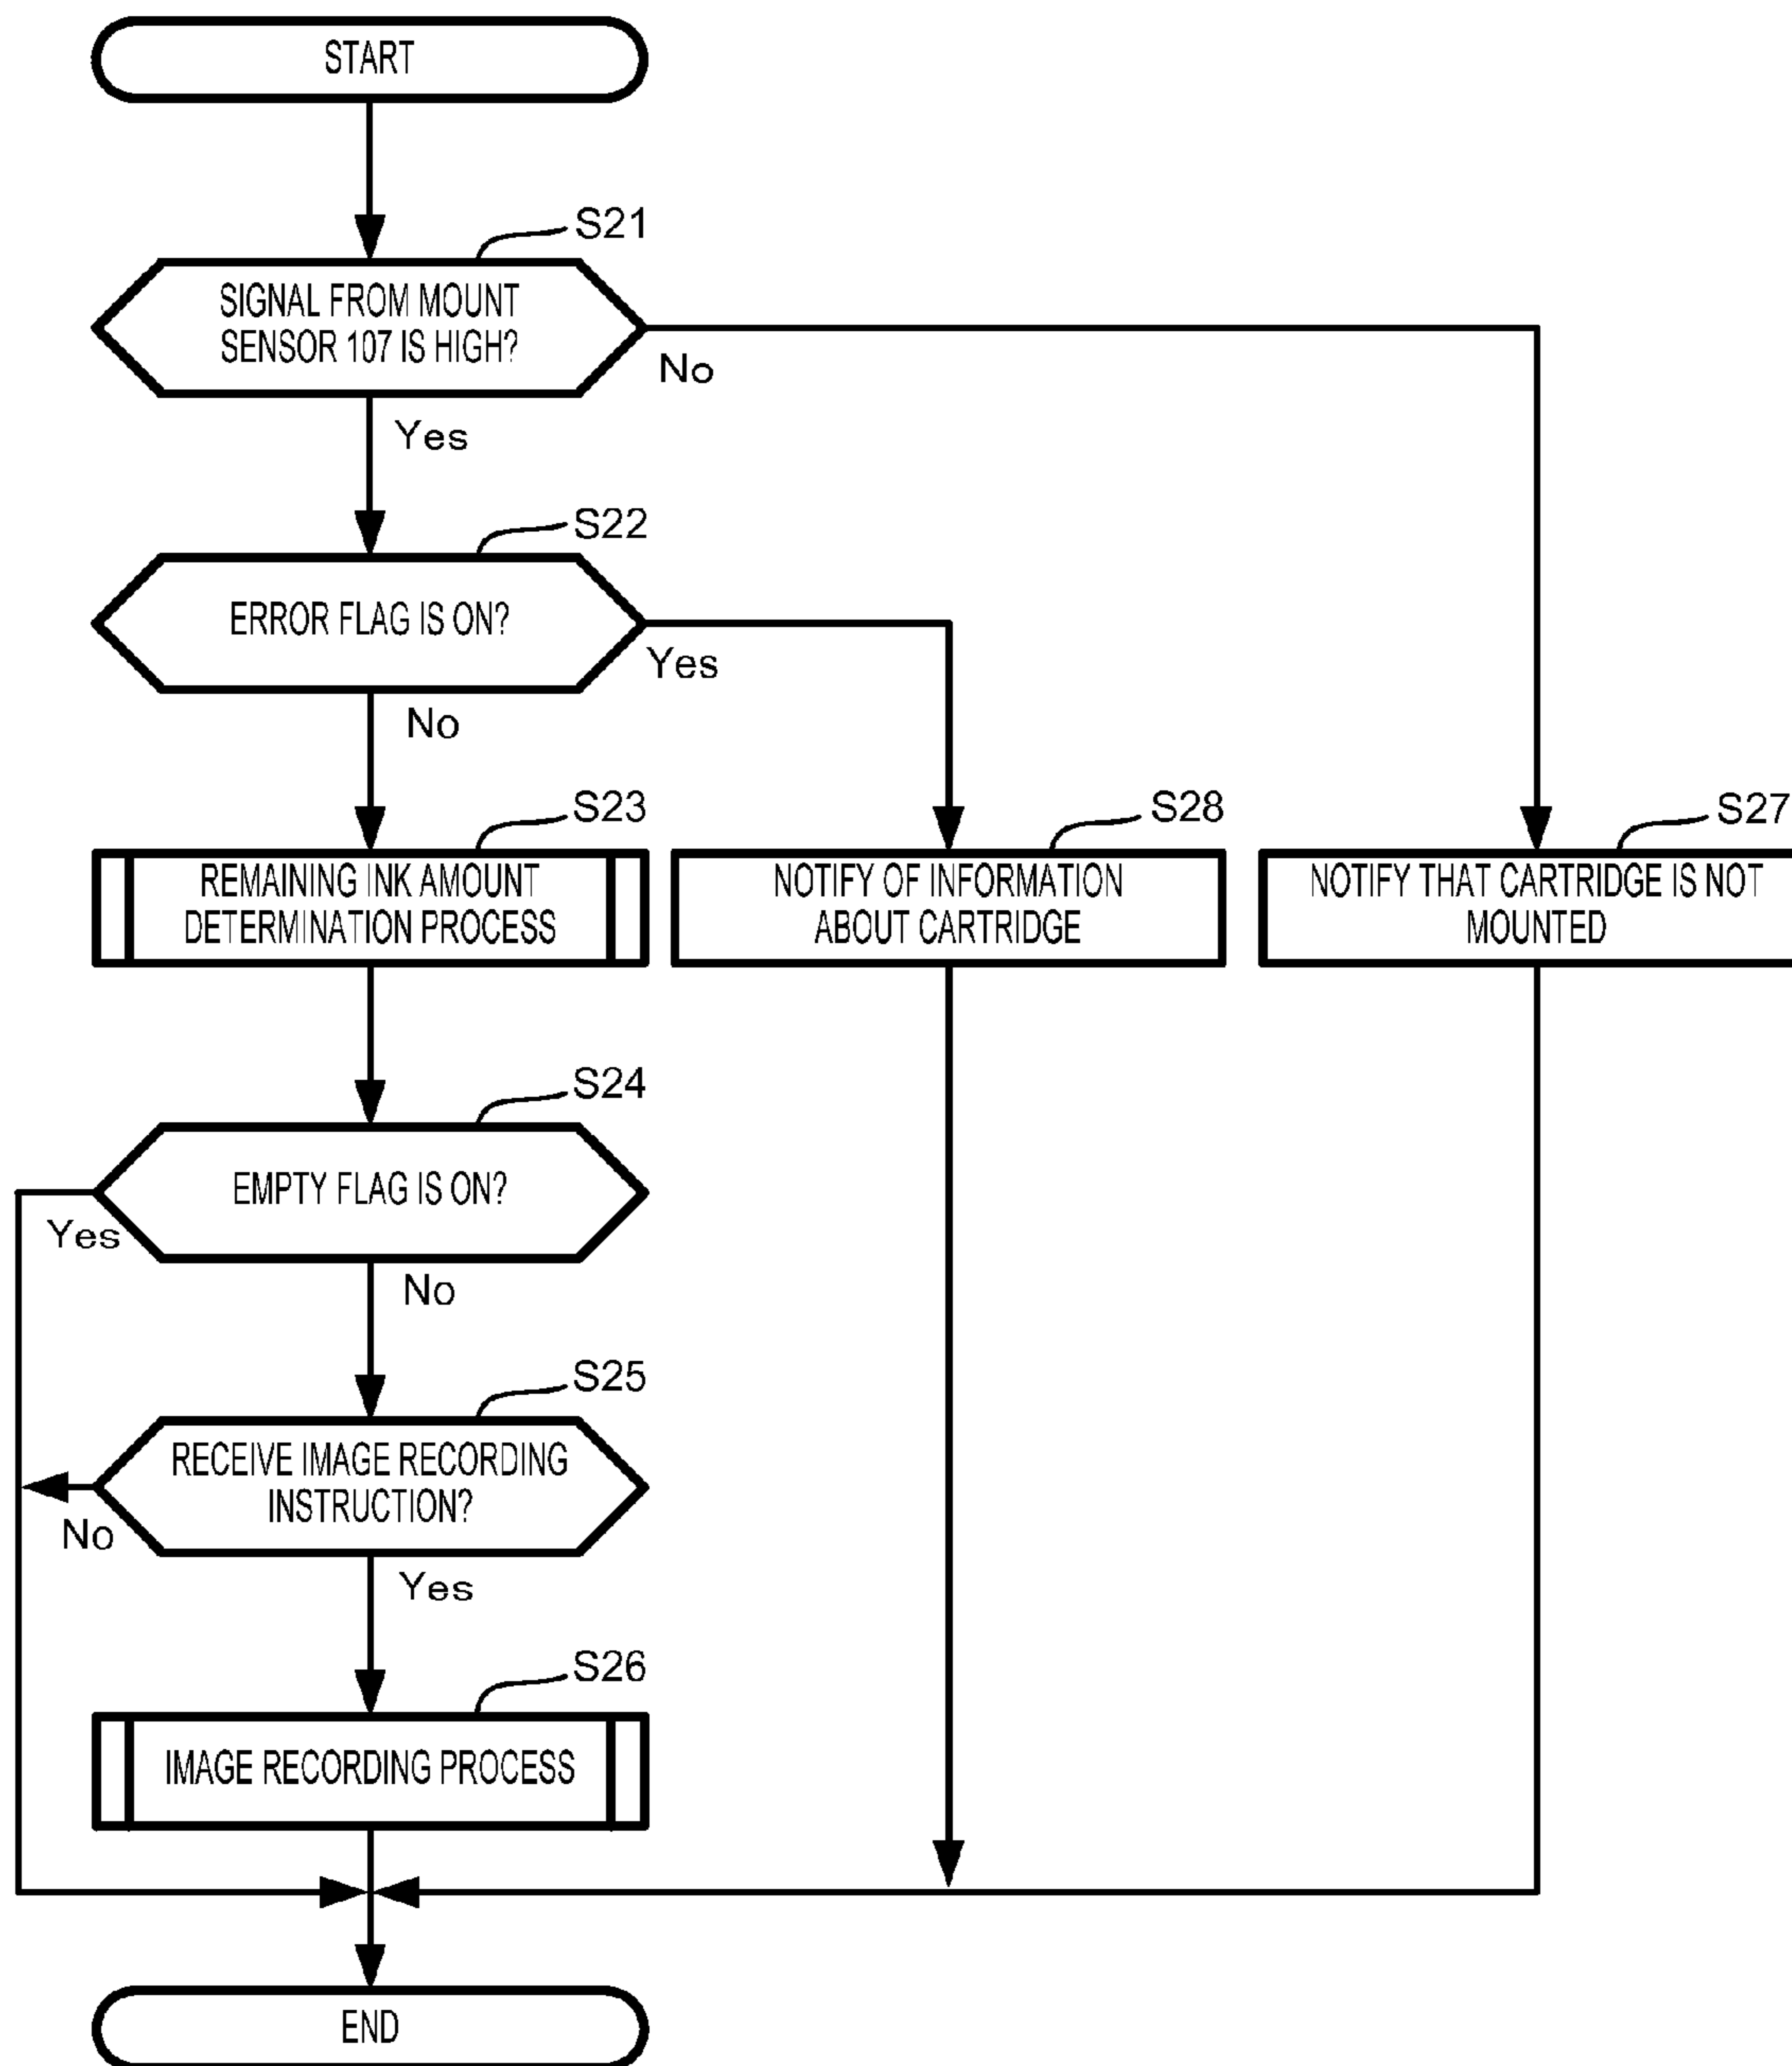 START
S21
SIGNAL FROM MOUNT
SENSOR 107 IS HIGH?
No
Yes
S22
ERROR FLAG IS ON?
Yes
No
S23
S28
S27
REMAINING INK AMOUNT
DETERMINATION PROCESS
NOTIFY OF INFORMATION
ABOUT CARTRIDGE
NOTIFY THAT CARTRIDGE IS NOT
MOUNTED
S24
EMPTY FLAG IS ON?
Yes
No
S25
RECEIVE IMAGE RECORDING
INSTRUCTION?
No
Yes
S26
IMAGE RECORDING PROCESS
END